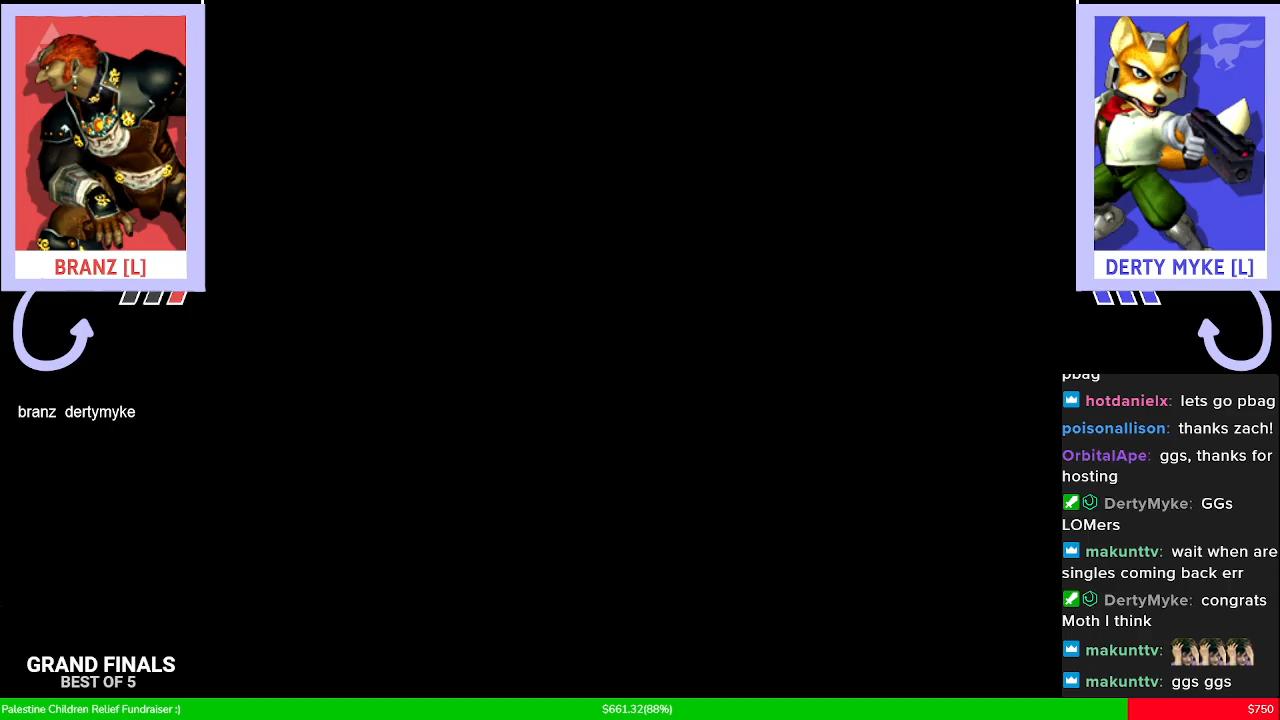 BRANZ [L]
DERTY MYKE [L]
branz dertymyke
pbag
hotdanielx: lets go pbag
poisonallison: thanks zach!
OrbitalApe: ggs, thanks for
hosting
DertyMyke: GGs
LOMers
makunttv: wait when are
singles coming back err
DertyMyke: congrats
Moth I think
makunttv:
makunttv: ggs ggs
GRAND FINALS
BEST OF 5
Palestine Children Relief Fundraiser :)
$661.32(88%)
$750